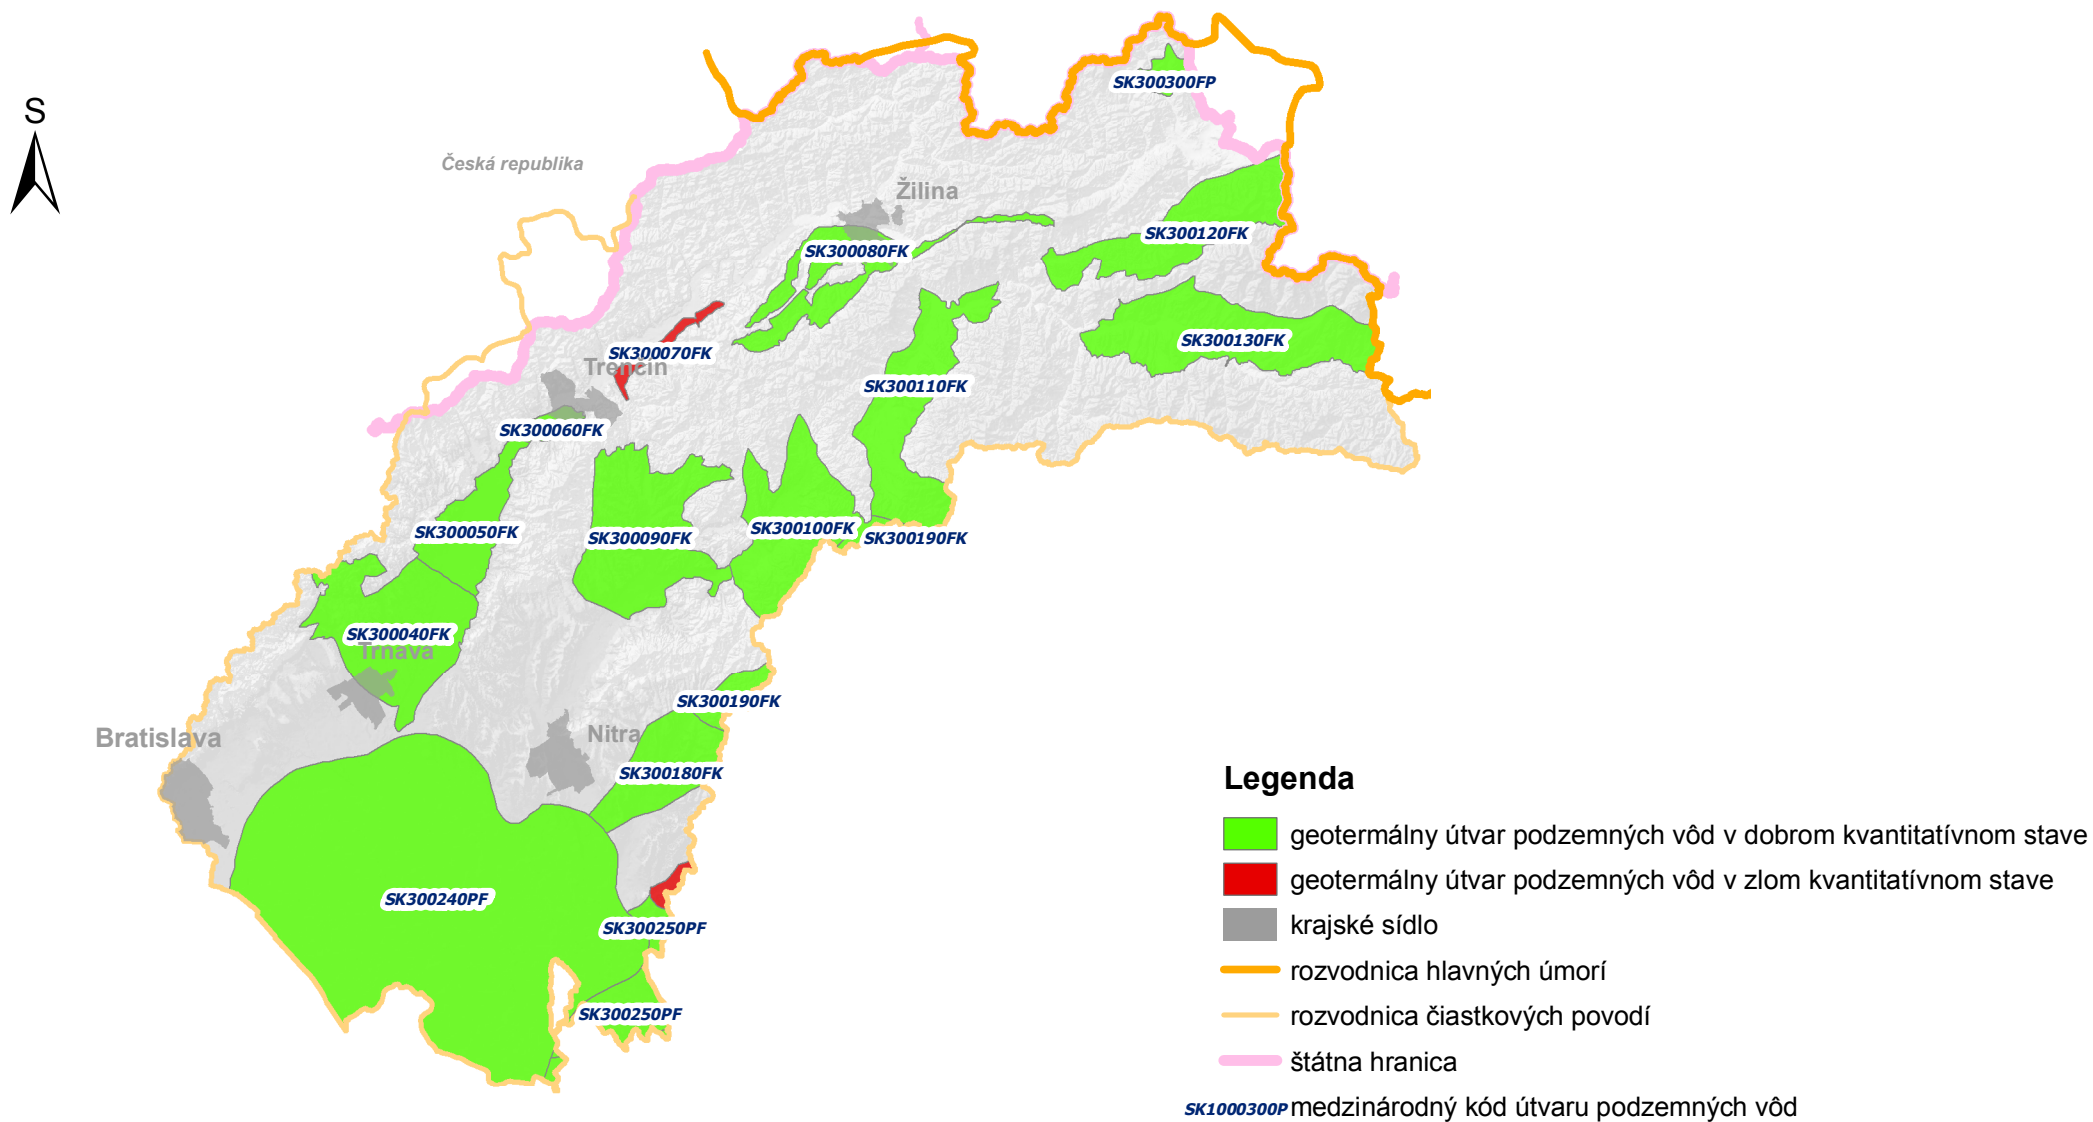 S
SK300300FP
Česká republika
Žilina
SK300120FK
SK300080FK
SK300130FK
SK300070FK
Trenčín
SK300110FK
SK300060FK
SK300050FK
SK300090FK
SK300100FK
SK300190FK
SK300040FK
Trnava
SK300190FK
Bratislava
Nitra
SK300180FK
SK300240PF
SK300250PF
SK300250PF
Legenda
geotermálny útvar podzemných vôd v dobrom kvantitatívnom stave
geotermálny útvar podzemných vôd v zlom kvantitatívnom stave
krajské sídlo
rozvodnica hlavných úmorí
rozvodnica čiastkových povodí
štátna hranica
SK1000300P medzinárodný kód útvaru podzemných vôd